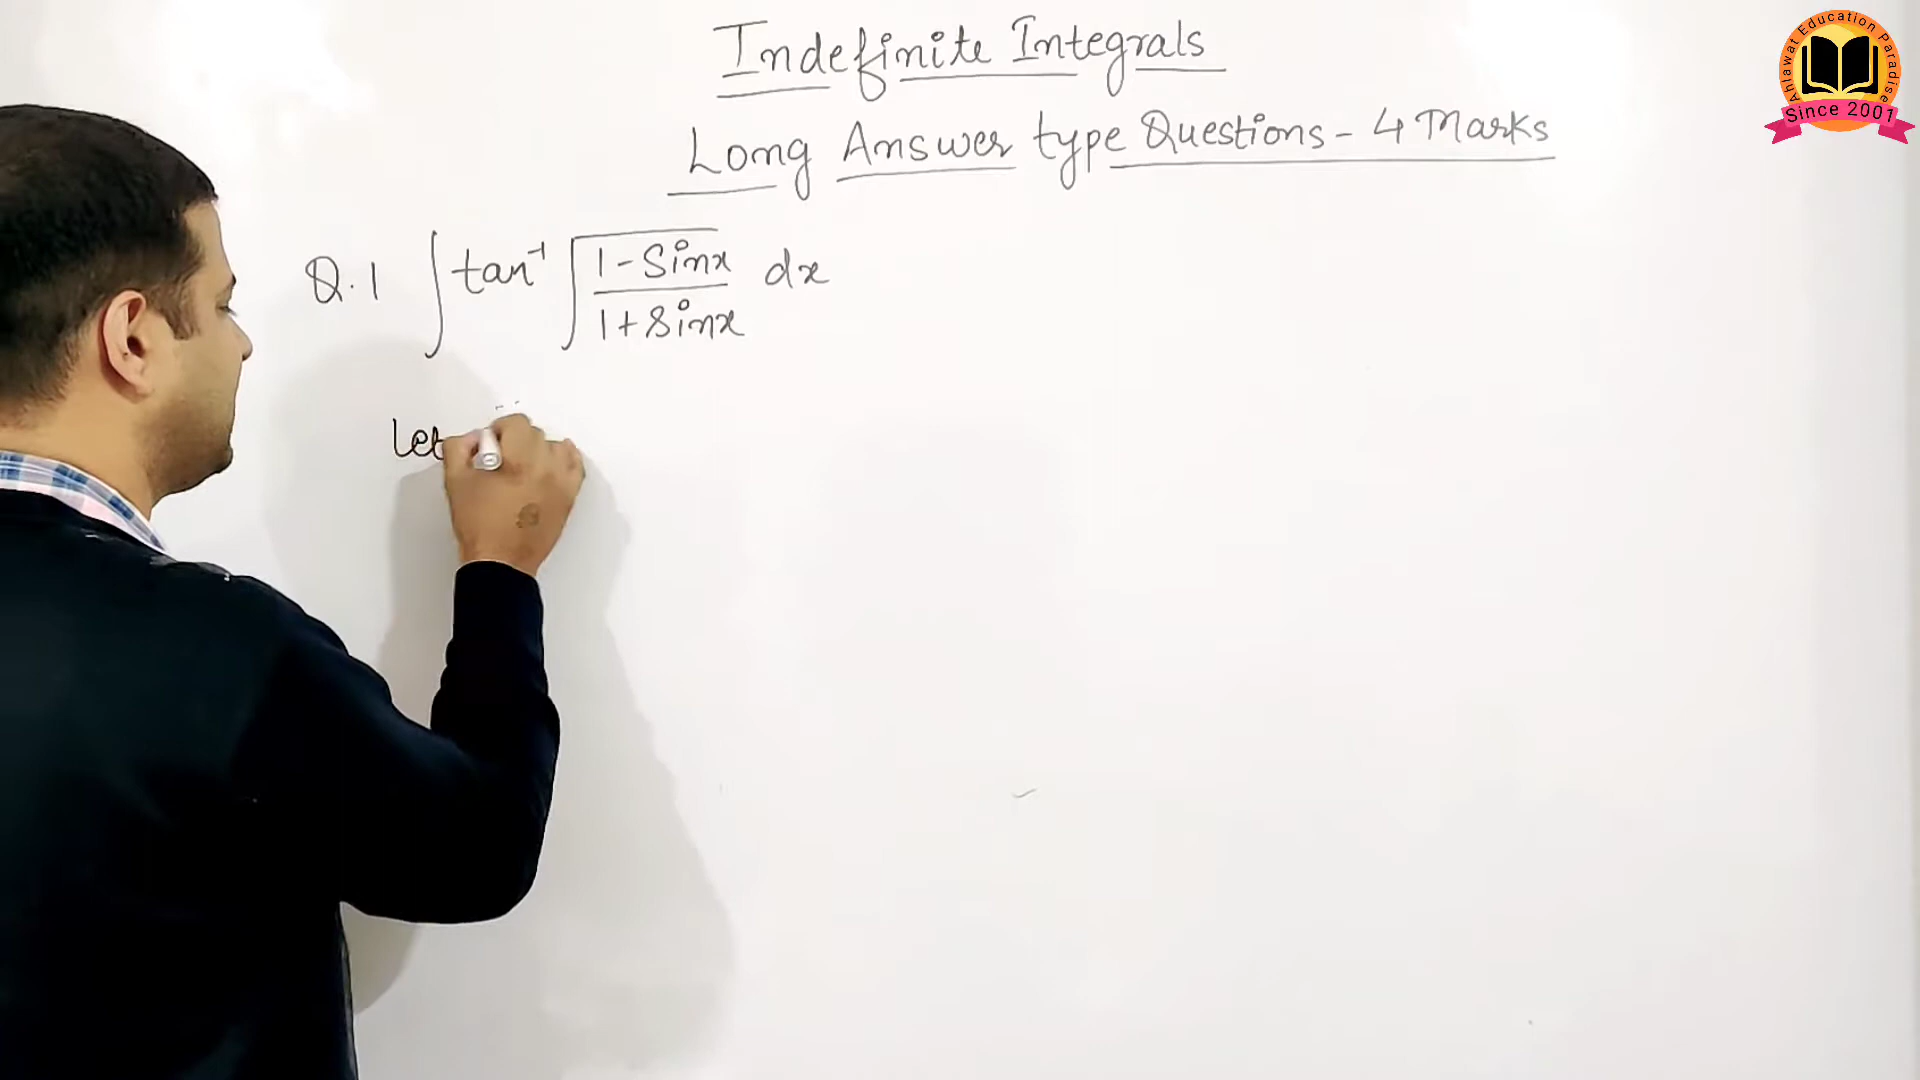 Indefinite Integrals
Long Answer type Questions - 4 Marks
Q.1 ∫ tan⁻¹ √((1-Sinx)/(1+Sinx)) dx
Let
Ahlawat Education Paradise
Since 2001